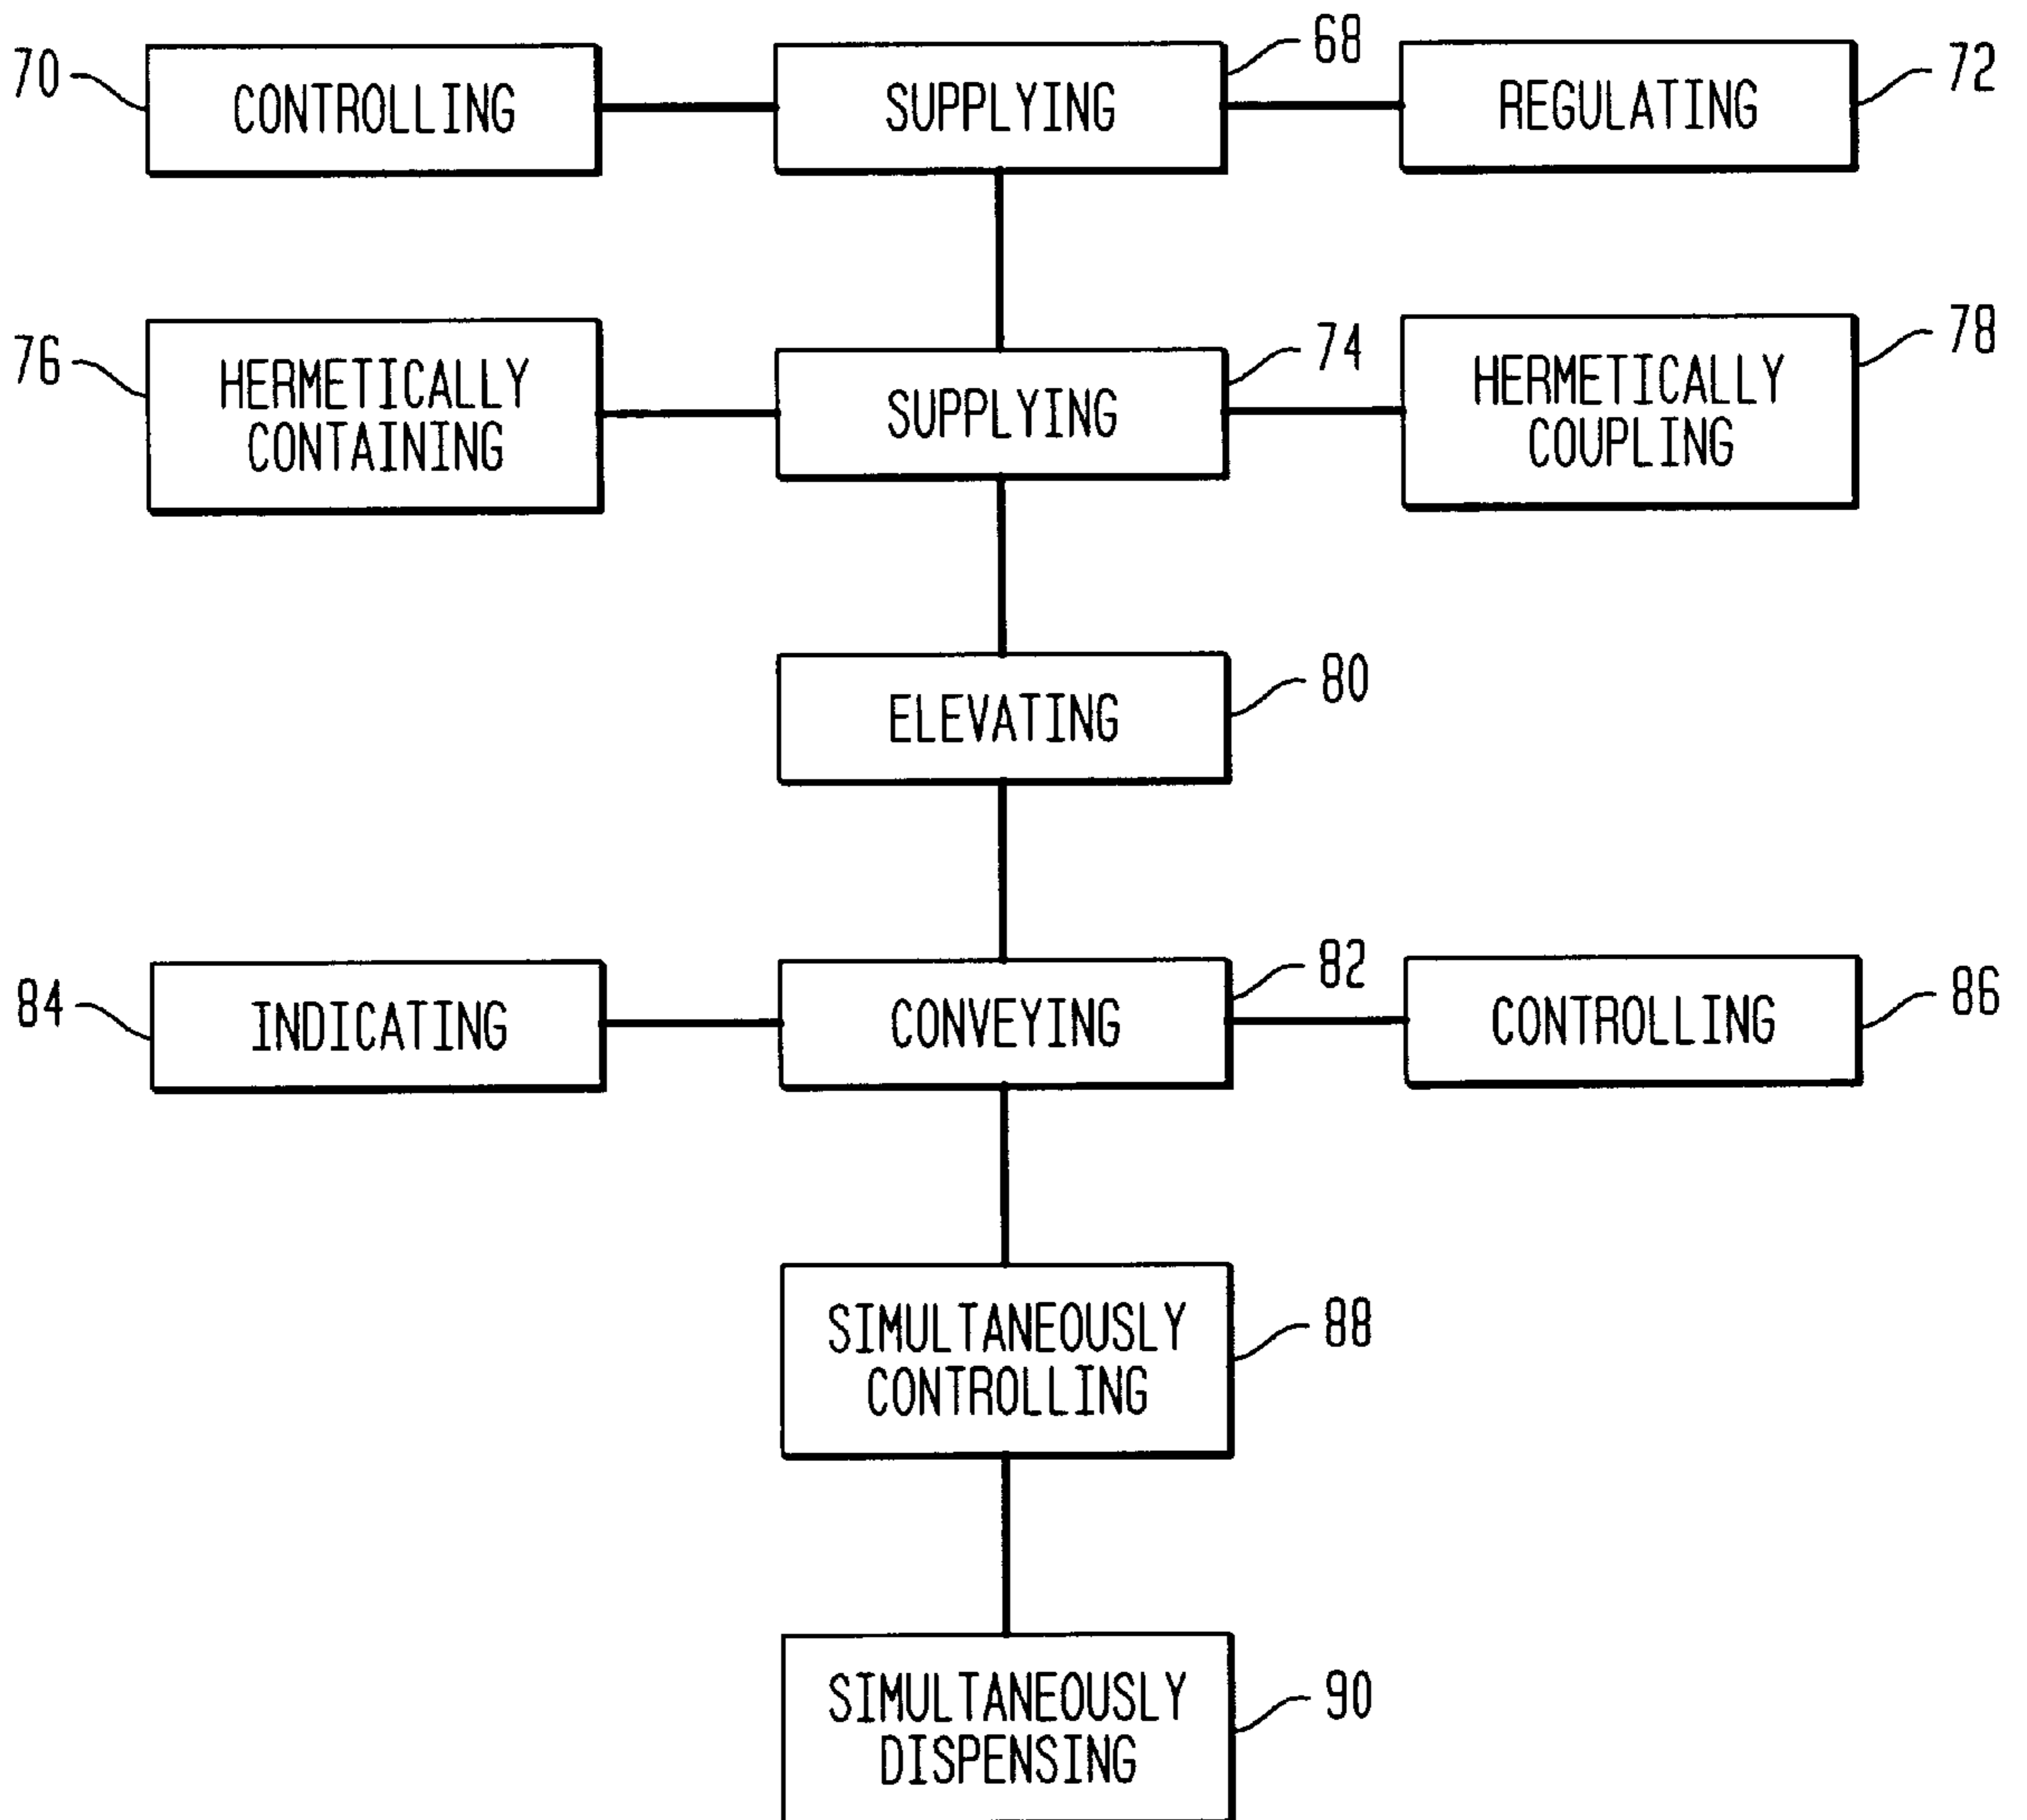 70
CONTROLLING
SUPPLYING
68
REGULATING
72
76
HERMETICALLY
CONTAINING
SUPPLYING
74
HERMETICALLY
COUPLING
78
ELEVATING
80
84
INDICATING
CONVEYING
82
CONTROLLING
86
SIMULTANEOUSLY
CONTROLLING
88
SIMULTANEOUSLY
DISPENSING
90